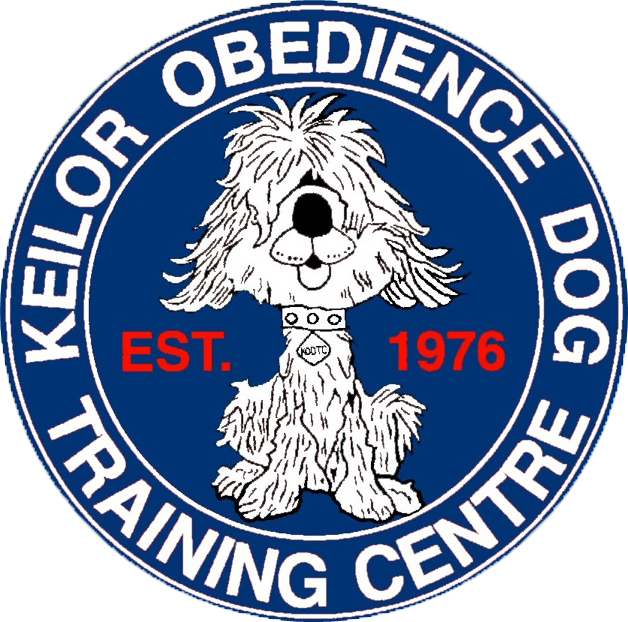 KEILOR OBEDIENCE DOG
TRAINING CENTRE
EST. 1976
KODTC